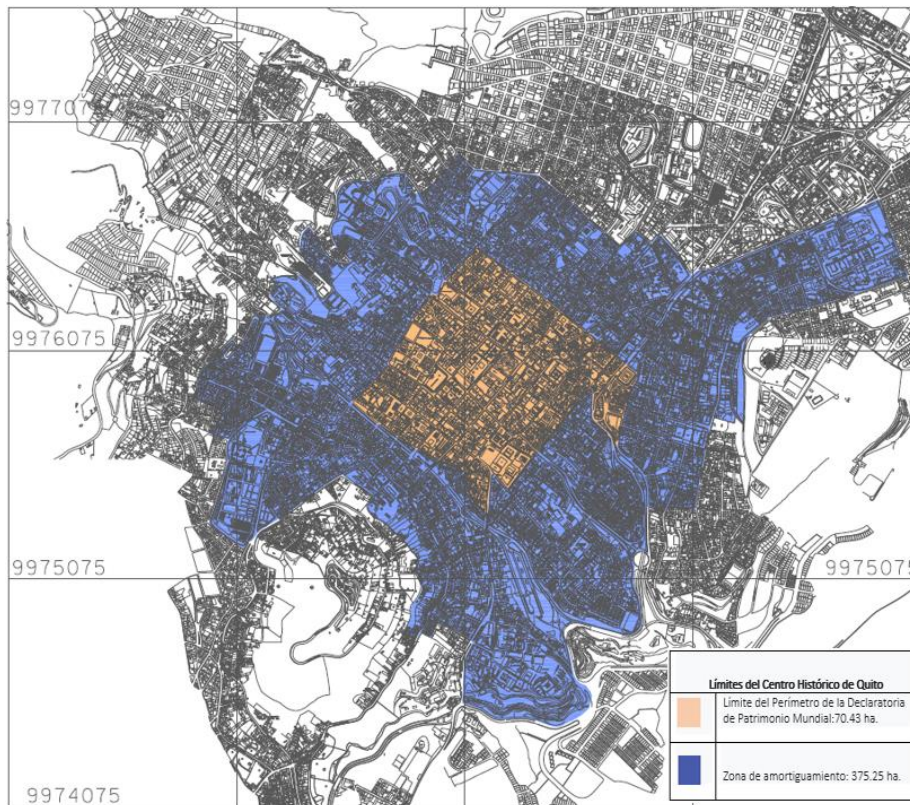 9977075
9976075
9975075
9975075
Límites del Centro Histórico de Quito
Límite del Perímetro de la Declaratoria
de Patrimonio Mundial:70.43 ha.
Zona de amortiguamiento: 375.25 ha.
9974075